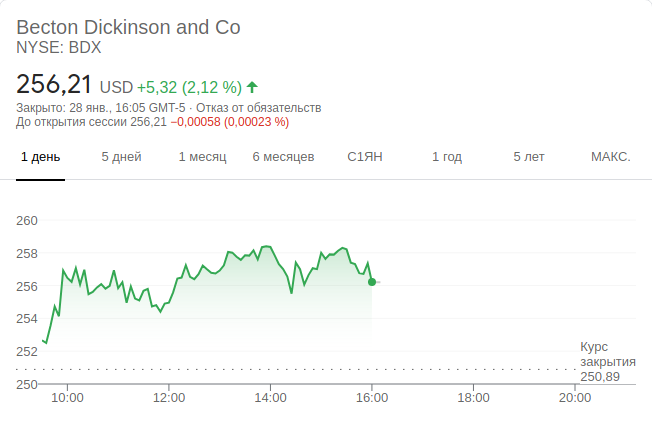 Becton Dickinson and Co
NYSE: BDX
256,21 USD +5,32 (2,12 %)
Закрыто: 28 янв., 16:05 GMT-5 · Отказ от обязательств
До открытия сессии 256,21 −0,00058 (0,00023 %)
1 день 5 дней 1 месяц 6 месяцев С1ЯН 1 год 5 лет МАКС.
260
258
256
254
252
250
Курс
закрытия
250,89
10:00 12:00 14:00 16:00 18:00 20:00